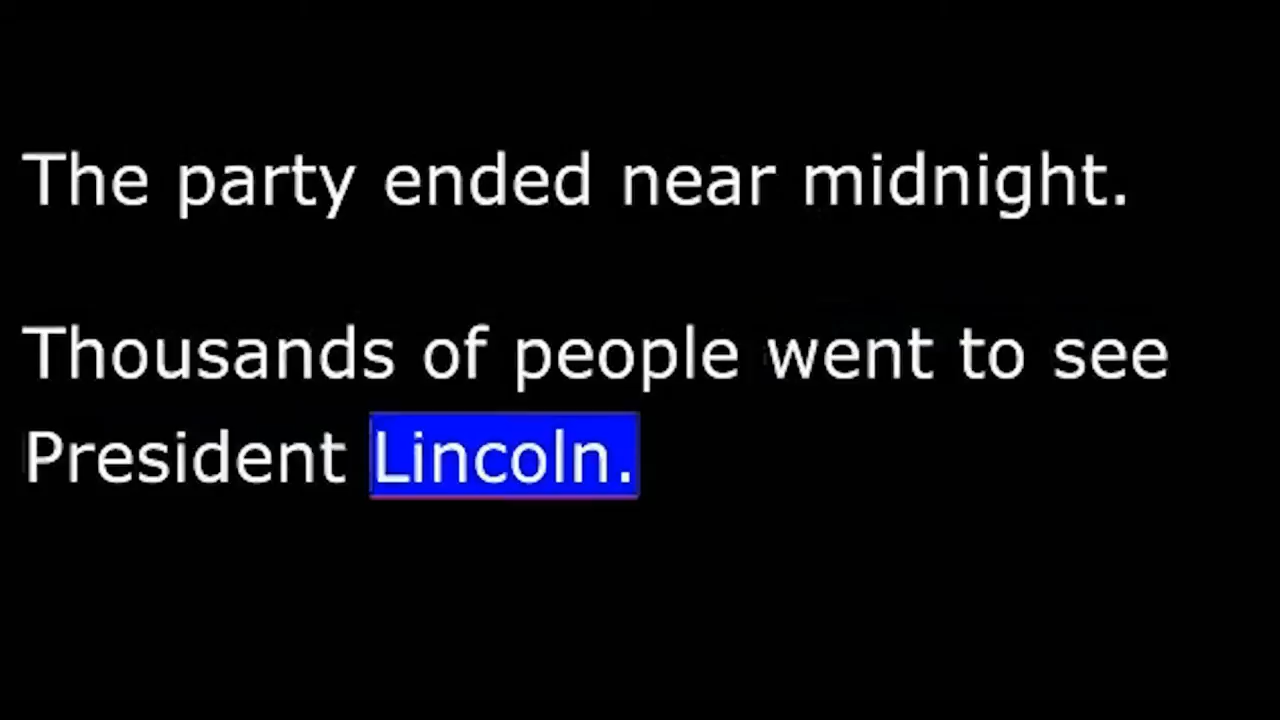 The party ended near midnight.
Thousands of people went to see
President Lincoln.